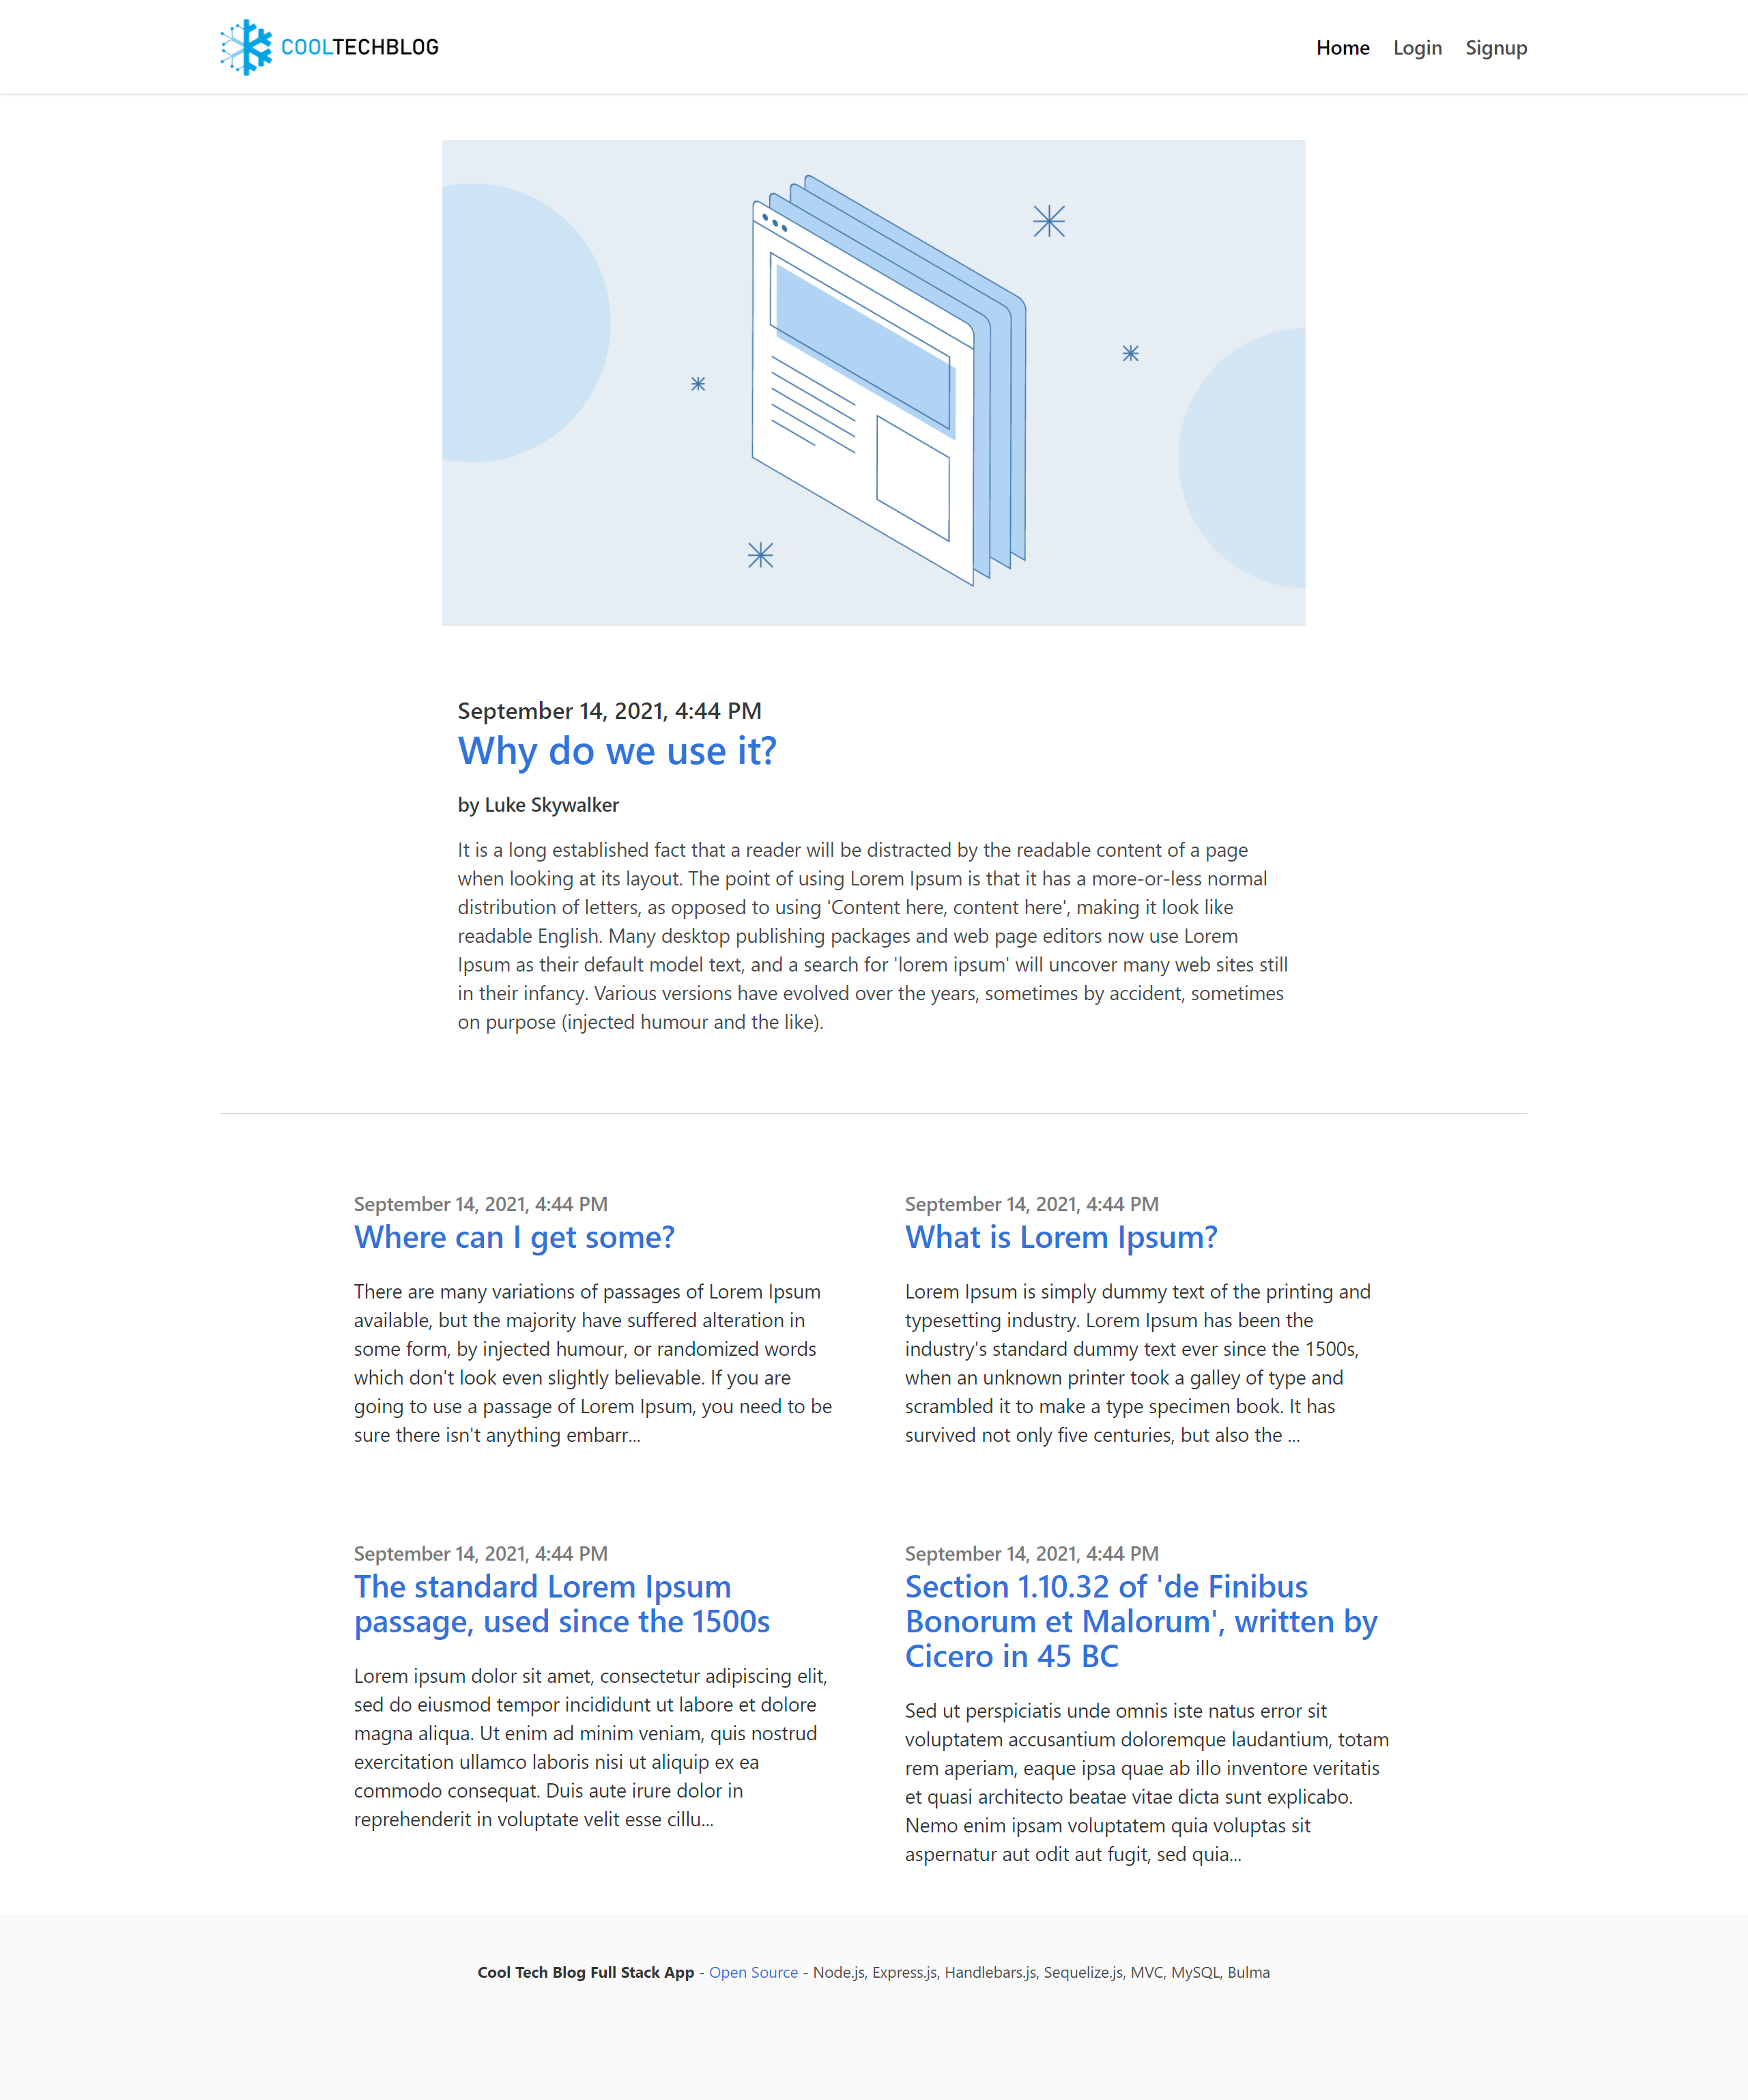 COOLTECHBLOG
Home Login Signup
September 14, 2021, 4:44 PM
Why do we use it?
by Luke Skywalker
It is a long established fact that a reader will be distracted by the readable content of a page
when looking at its layout. The point of using Lorem Ipsum is that it has a more-or-less normal
distribution of letters, as opposed to using 'Content here, content here', making it look like
readable English. Many desktop publishing packages and web page editors now use Lorem
Ipsum as their default model text, and a search for 'lorem ipsum' will uncover many web sites still
in their infancy. Various versions have evolved over the years, sometimes by accident, sometimes
on purpose (injected humour and the like).
September 14, 2021, 4:44 PM
Where can I get some?
There are many variations of passages of Lorem Ipsum
available, but the majority have suffered alteration in
some form, by injected humour, or randomized words
which don't look even slightly believable. If you are
going to use a passage of Lorem Ipsum, you need to be
sure there isn't anything embarr...
September 14, 2021, 4:44 PM
What is Lorem Ipsum?
Lorem Ipsum is simply dummy text of the printing and
typesetting industry. Lorem Ipsum has been the
industry's standard dummy text ever since the 1500s,
when an unknown printer took a galley of type and
scrambled it to make a type specimen book. It has
survived not only five centuries, but also the ...
September 14, 2021, 4:44 PM
The standard Lorem Ipsum
passage, used since the 1500s
Lorem ipsum dolor sit amet, consectetur adipiscing elit,
sed do eiusmod tempor incididunt ut labore et dolore
magna aliqua. Ut enim ad minim veniam, quis nostrud
exercitation ullamco laboris nisi ut aliquip ex ea
commodo consequat. Duis aute irure dolor in
reprehenderit in voluptate velit esse cillu...
September 14, 2021, 4:44 PM
Section 1.10.32 of 'de Finibus
Bonorum et Malorum', written by
Cicero in 45 BC
Sed ut perspiciatis unde omnis iste natus error sit
voluptatem accusantium doloremque laudantium, totam
rem aperiam, eaque ipsa quae ab illo inventore veritatis
et quasi architecto beatae vitae dicta sunt explicabo.
Nemo enim ipsam voluptatem quia voluptas sit
aspernatur aut odit aut fugit, sed quia...
Cool Tech Blog Full Stack App - Open Source - Node.js, Express.js, Handlebars.js, Sequelize.js, MVC, MySQL, Bulma